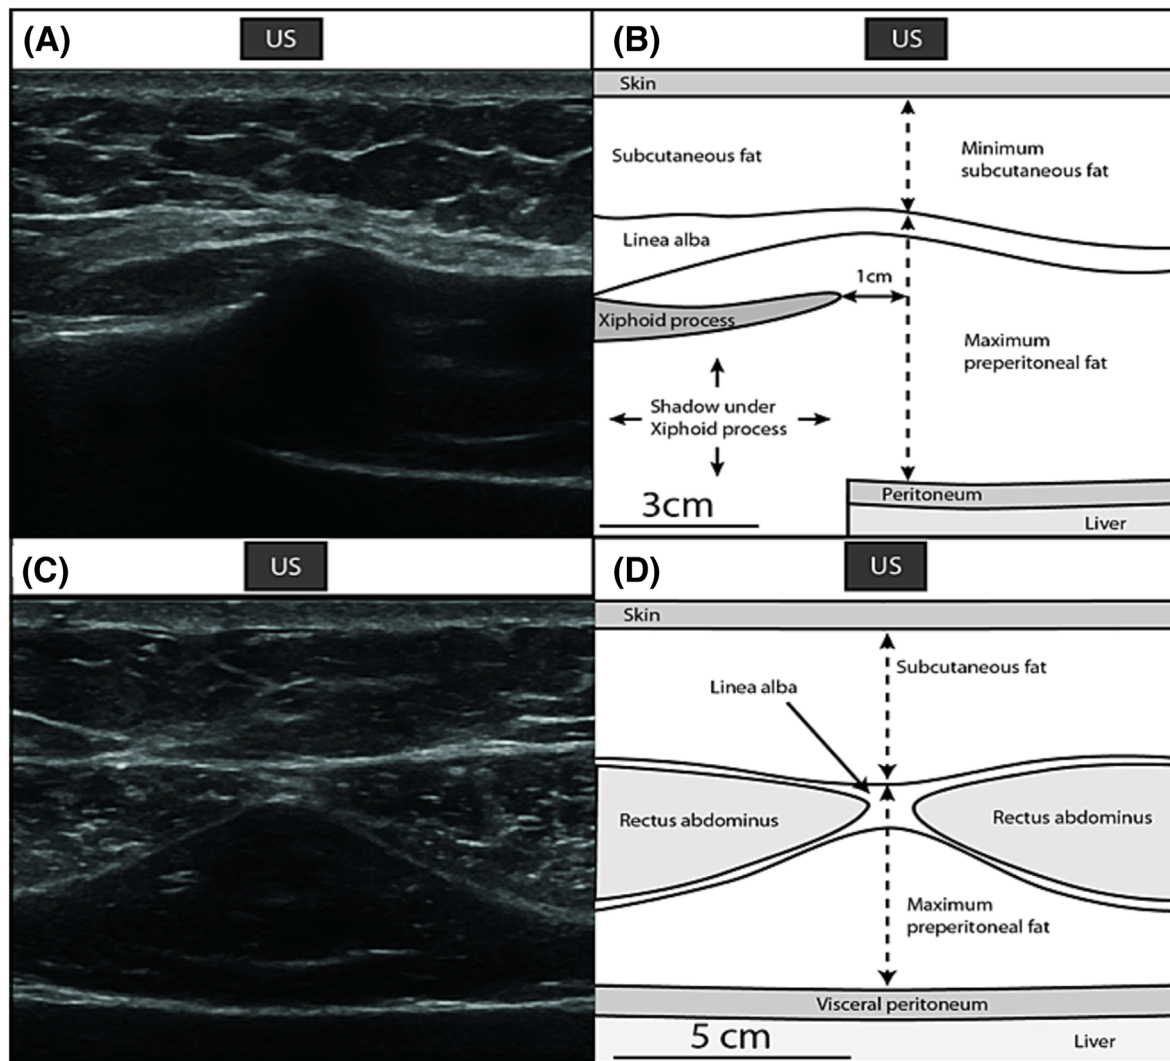 (A)
US
(B)
US
Skin
Subcutaneous fat
Minimum
subcutaneous fat
Linea alba
1cm
Xiphoid process
Maximum
preperitoneal fat
Shadow under
Xiphoid process
3cm
Peritoneum
Liver
(C)
US
(D)
US
Skin
Subcutaneous fat
Linea alba
Rectus abdominus
Rectus abdominus
Maximum
preperitoneal fat
Visceral peritoneum
5 cm
Liver